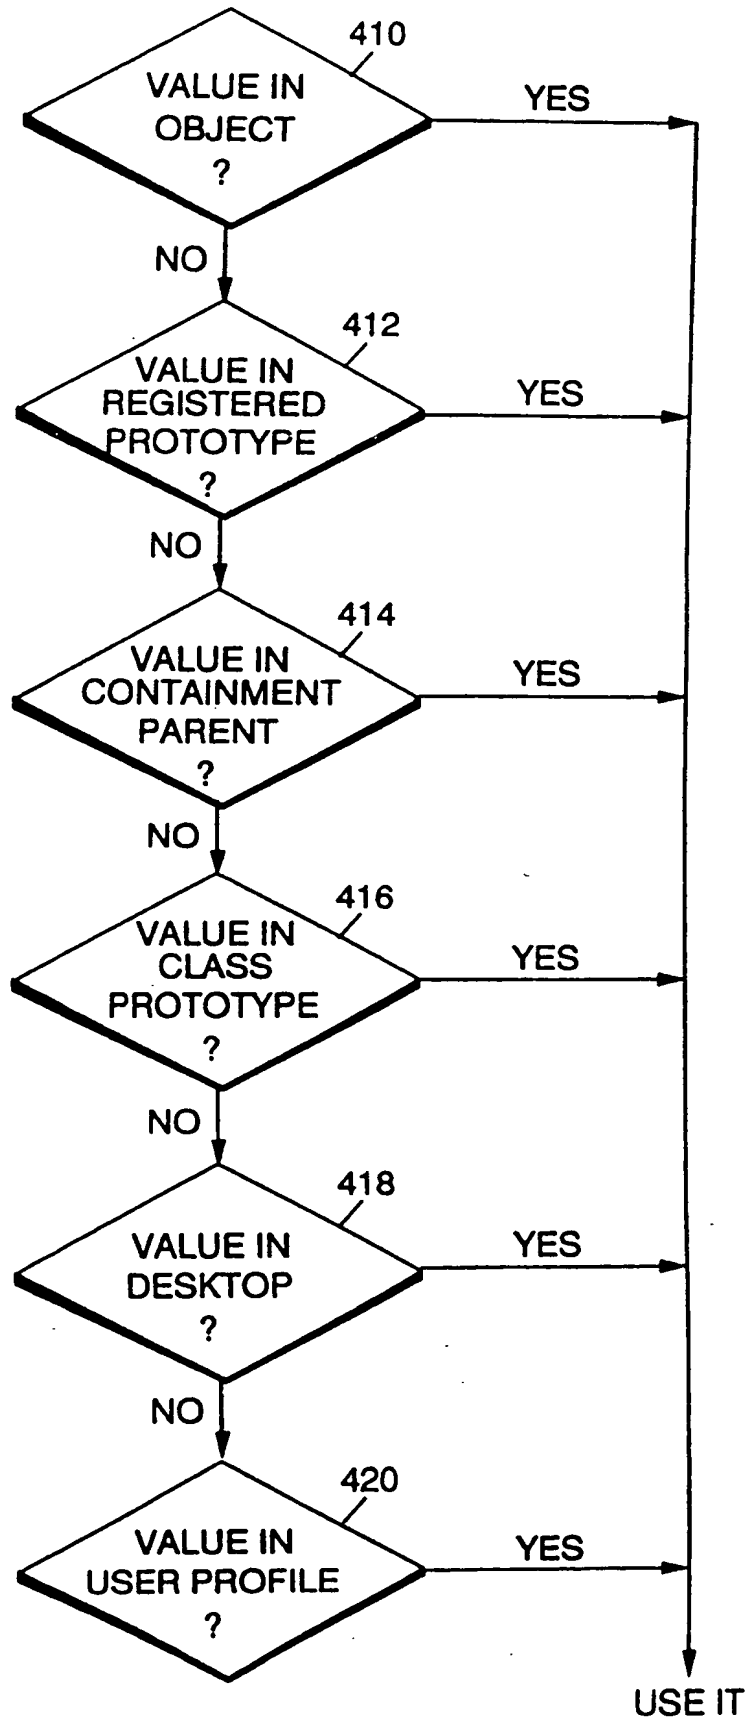 410
VALUE IN
OBJECT
?
YES
NO
412
VALUE IN
REGISTERED
PROTOTYPE
?
YES
NO
414
VALUE IN
CONTAINMENT
PARENT
?
YES
NO
416
VALUE IN
CLASS
PROTOTYPE
?
YES
NO
418
VALUE IN
DESKTOP
?
YES
NO
420
VALUE IN
USER PROFILE
?
YES
USE IT